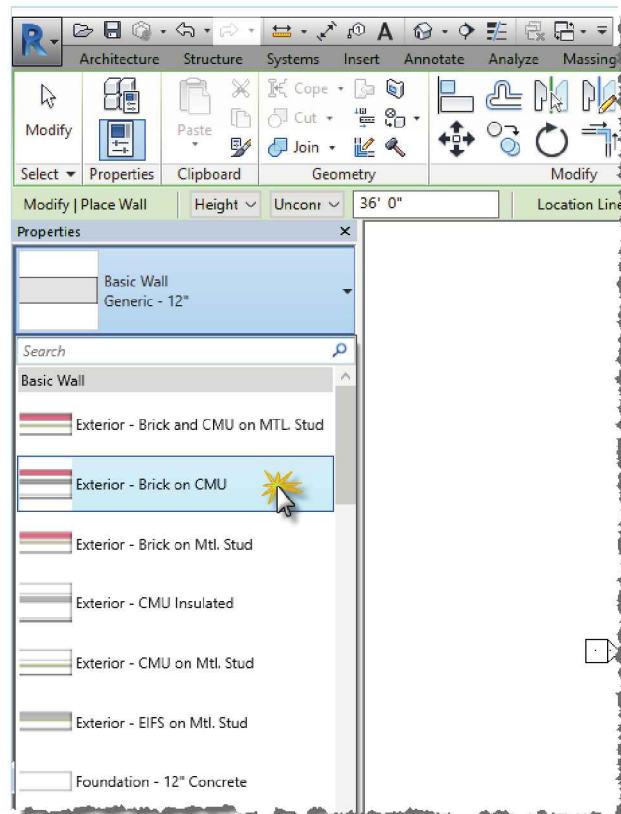 R
A
Architecture Structure Systems Insert Annotate Analyze Massing
Modify
Paste
Cope
Cut
Join
Select Properties Clipboard Geometry Modify
Modify | Place Wall Height Unconr 36' 0" Location Line
Properties
Basic Wall
Generic - 12"
Search
Basic Wall
Exterior - Brick and CMU on MTL. Stud
Exterior - Brick on CMU
Exterior - Brick on Mtl. Stud
Exterior - CMU Insulated
Exterior - CMU on Mtl. Stud
Exterior - EIFS on Mtl. Stud
Foundation - 12" Concrete